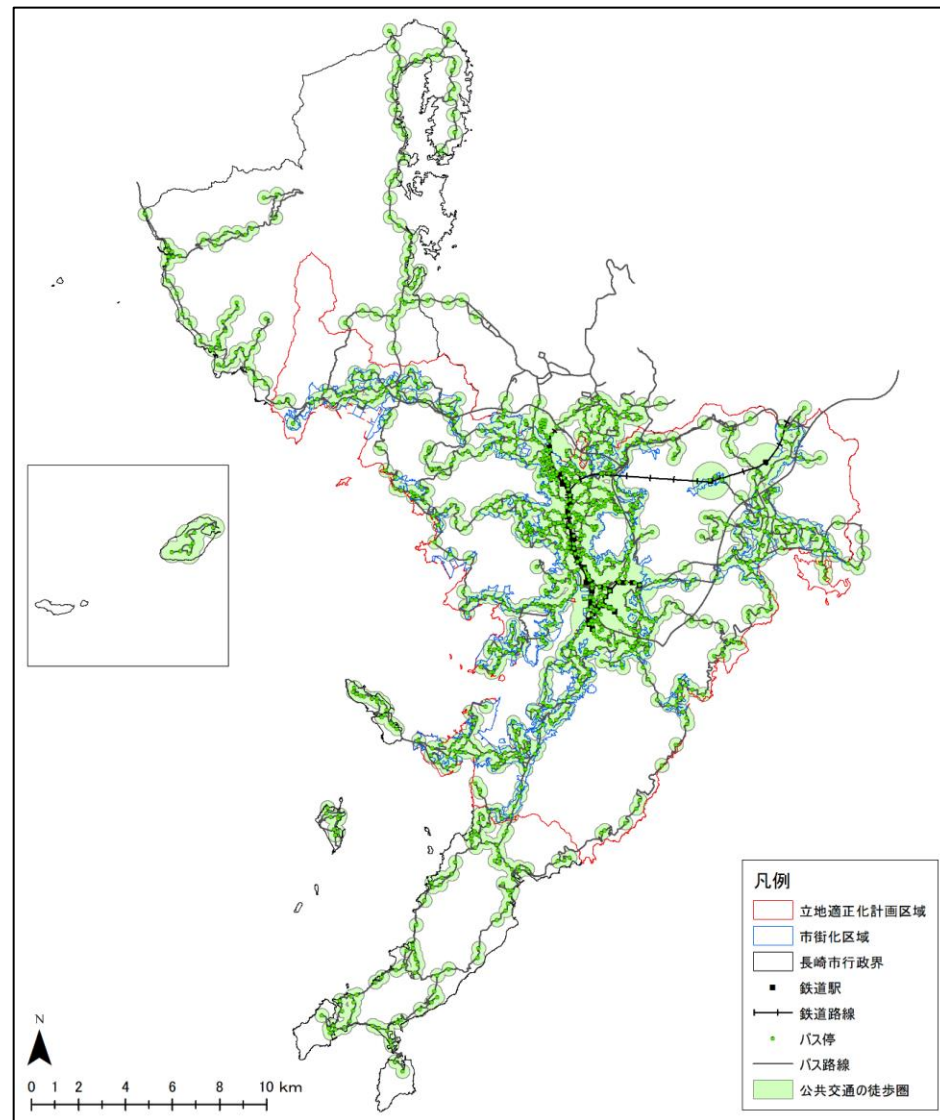 凡例
立地適正化計画区域
市街化区域
長崎市行政界
鉄道駅
鉄道路線
バス停
バス路線
公共交通の徒歩圏
N
0 1 2 4 6 8 10 km